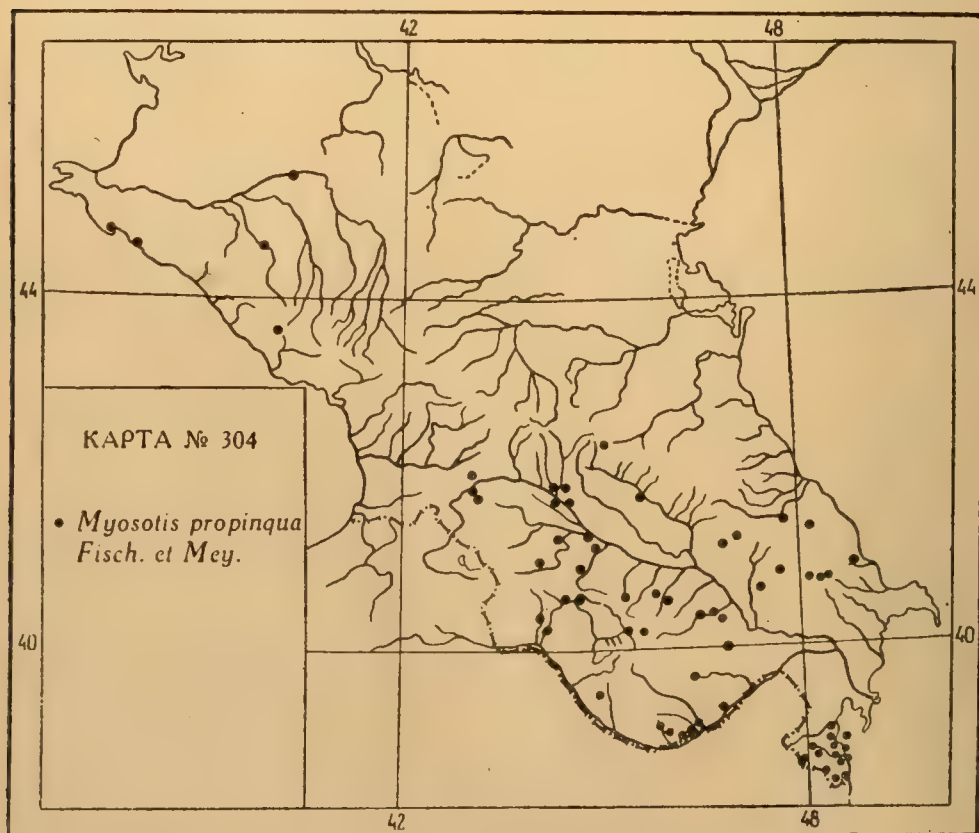 42 48
44 44
КАРТА № 304
• Myosotis propinqua
Fisch. et Mey.
40 40
42 48